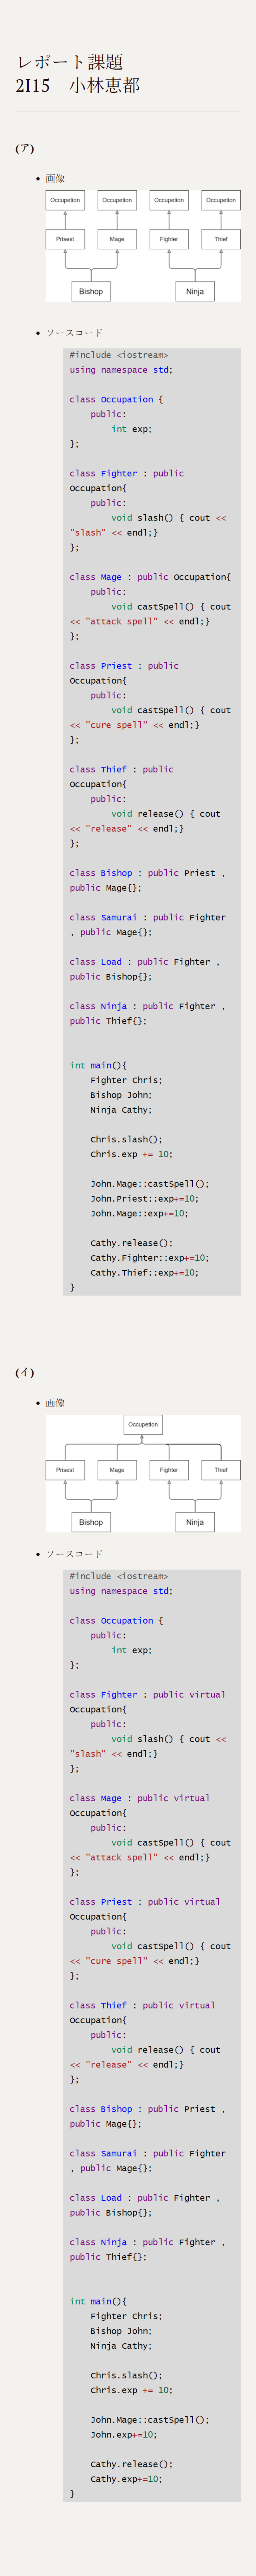 レポート課題
2I15　小林恵都
(ア)
• 画像
Occupetion Occupetion Occupetion Occupetion
Prisest Mage Fighter Thief
Bishop Ninja
• ソースコード
#include <iostream>
using namespace std;
class Occupation {
public:
int exp;
};
class Fighter : public
Occupation{
public:
void slash() { cout <<
"slash" << endl;}
};
class Mage : public Occupation{
public:
void castSpell() { cout
<< "attack spell" << endl;}
};
class Priest : public
Occupation{
public:
void castSpell() { cout
<< "cure spell" << endl;}
};
class Thief : public
Occupation{
public:
void release() { cout
<< "release" << endl;}
};
class Bishop : public Priest ,
public Mage{};
class Samurai : public Fighter
, public Mage{};
class Load : public Fighter ,
public Bishop{};
class Ninja : public Fighter ,
public Thief{};
int main(){
Fighter Chris;
Bishop John;
Ninja Cathy;
Chris.slash();
Chris.exp += 10;
John.Mage::castSpell();
John.Priest::exp+=10;
John.Mage::exp+=10;
Cathy.release();
Cathy.Fighter::exp+=10;
Cathy.Thief::exp+=10;
}
(イ)
• 画像
Occupetion
Prisest Mage Fighter Thief
Bishop Ninja
• ソースコード
#include <iostream>
using namespace std;
class Occupation {
public:
int exp;
};
class Fighter : public virtual
Occupation{
public:
void slash() { cout <<
"slash" << endl;}
};
class Mage : public virtual
Occupation{
public:
void castSpell() { cout
<< "attack spell" << endl;}
};
class Priest : public virtual
Occupation{
public:
void castSpell() { cout
<< "cure spell" << endl;}
};
class Thief : public virtual
Occupation{
public:
void release() { cout
<< "release" << endl;}
};
class Bishop : public Priest ,
public Mage{};
class Samurai : public Fighter
, public Mage{};
class Load : public Fighter ,
public Bishop{};
class Ninja : public Fighter ,
public Thief{};
int main(){
Fighter Chris;
Bishop John;
Ninja Cathy;
Chris.slash();
Chris.exp += 10;
John.Mage::castSpell();
John.exp+=10;
Cathy.release();
Cathy.exp+=10;
}